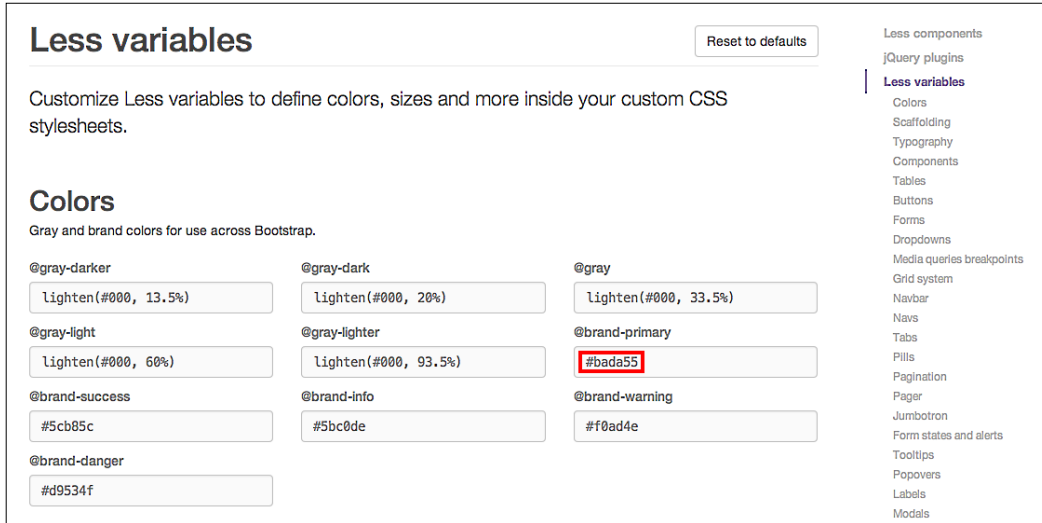 Less variables
Reset to defaults
Customize Less variables to define colors, sizes and more inside your custom CSS
stylesheets.
Colors
Gray and brand colors for use across Bootstrap.
@gray-darker
@gray-dark
@gray
lighten(#000, 13.5%)
lighten(#000, 20%)
lighten(#000, 33.5%)
@gray-light
@gray-lighter
@brand-primary
lighten(#000, 60%)
lighten(#000, 93.5%)
#bada55
@brand-success
@brand-info
@brand-warning
#5cb85c
#5bc0de
#f0ad4e
@brand-danger
#d9534f
Less components
jQuery plugins
Less variables
Colors
Scaffolding
Typography
Components
Tables
Buttons
Forms
Dropdowns
Media queries breakpoints
Grid system
Navbar
Navs
Tabs
Pills
Pagination
Pager
Jumbotron
Form states and alerts
Tooltips
Popovers
Labels
Modals